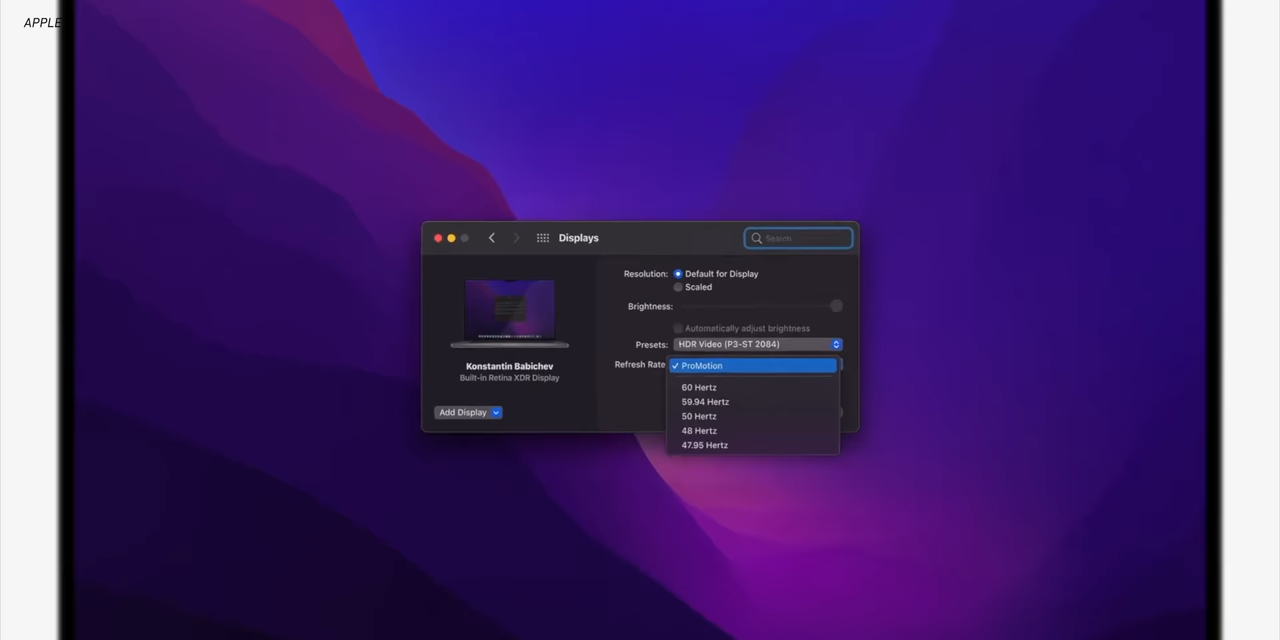 APPLE
Displays
Search
Resolution: Default for Display
Scaled
Brightness:
Automatically adjust brightness
Presets: HDR Video (P3-ST 2084)
Refresh Rate ✓ ProMotion
60 Hertz
59.94 Hertz
50 Hertz
48 Hertz
47.95 Hertz
Konstantin Babichev
Built-in Retina XDR Display
Add Display